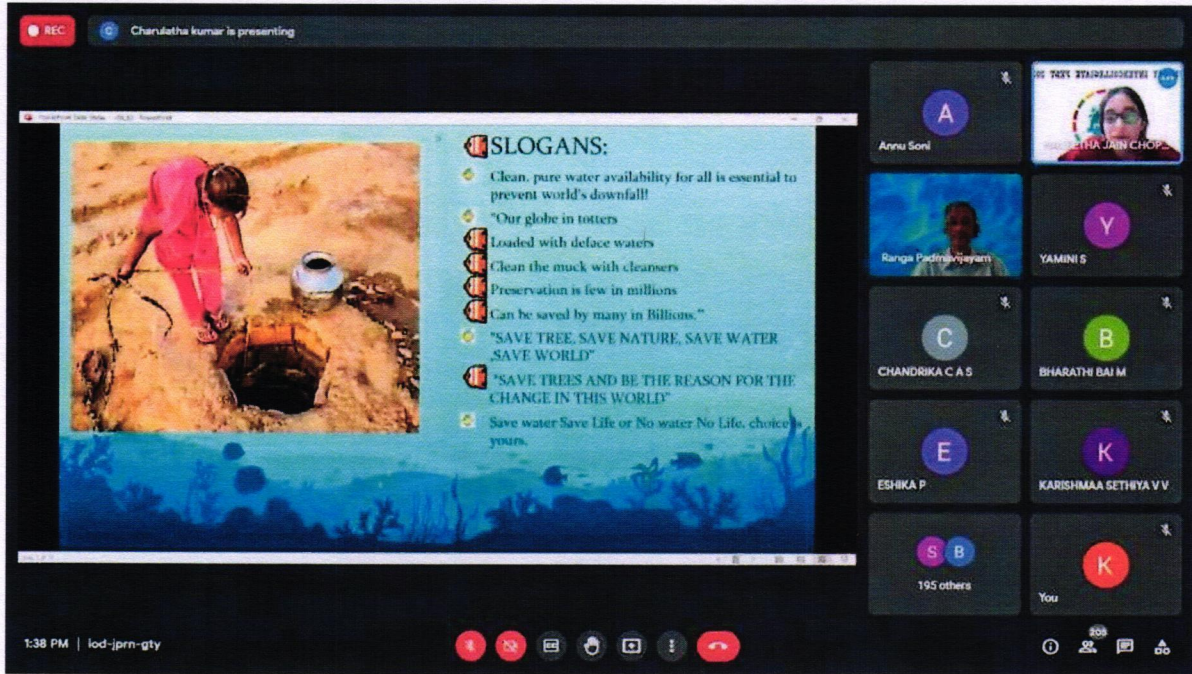 REC
C Charulatha kumar is presenting
SLOGANS:
Clean, pure water availability for all is essential to
prevent world's downfall!
"Our globe in totters
Loaded with deface waters
Clean the muck with cleansers
Preservation is few in millions
Can be saved by many in Billions."
"SAVE TREE, SAVE NATURE, SAVE WATER
,SAVE WORLD"
"SAVE TREES AND BE THE REASON FOR THE
CHANGE IN THIS WORLD"
Save water Save Life or No water No Life, choice is
yours.
A
Annu Soni
JAIN CHOP...
Ranga Padmavijayam
Y
YAMINI S
C
CHANDRIKA C A S
B
BHARATHI BAI M
E
ESHIKA P
K
KARISHMAA SETHIYA V V
S B
195 others
K
You
1:38 PM | iod-jprn-gty
CC
205